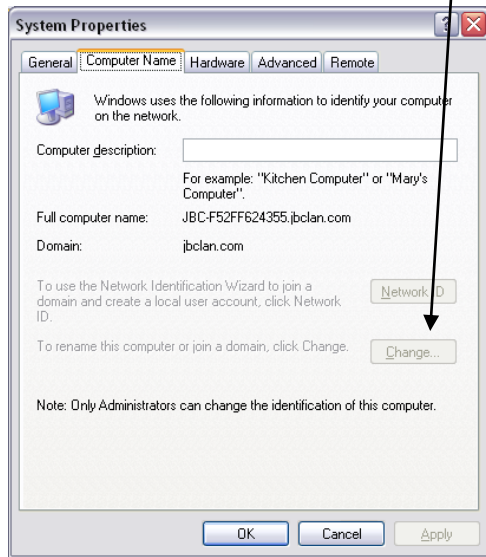 System Properties
?
General Computer Name Hardware Advanced Remote
Windows uses the following information to identify your computer
on the network.
Computer description:
For example: "Kitchen Computer" or "Mary's
Computer".
Full computer name: JBC-F52FF624355.jbclan.com
Domain: jbclan.com
To use the Network Identification Wizard to join a
domain and create a local user account, click Network
ID.
Network ID
To rename this computer or join a domain, click Change.
Change...
Note: Only Administrators can change the identification of this computer.
OK Cancel Apply